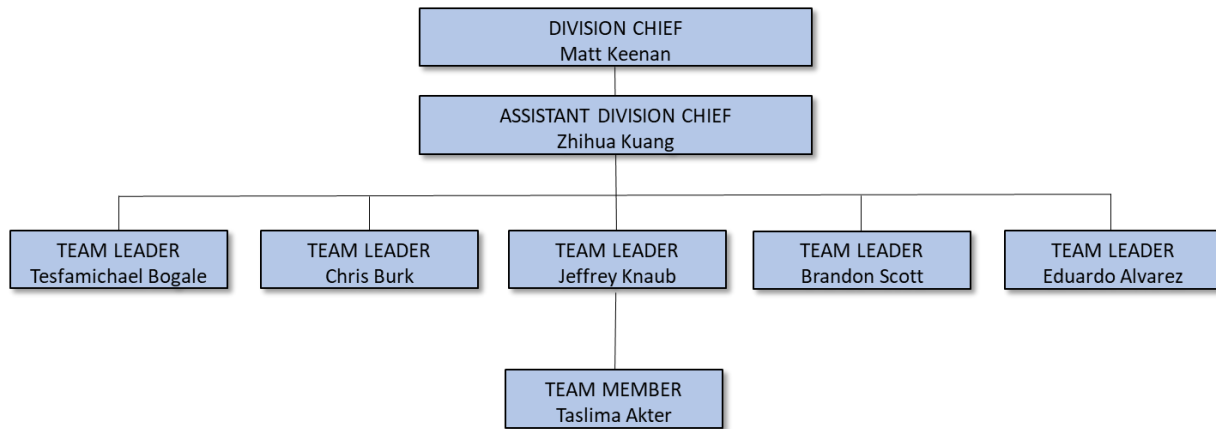 DIVISION CHIEF
Matt Keenan
ASSISTANT DIVISION CHIEF
Zhihua Kuang
TEAM LEADER
Tesfamichael Bogale
TEAM LEADER
Chris Burk
TEAM LEADER
Jeffrey Knaub
TEAM LEADER
Brandon Scott
TEAM LEADER
Eduardo Alvarez
TEAM MEMBER
Taslima Akter